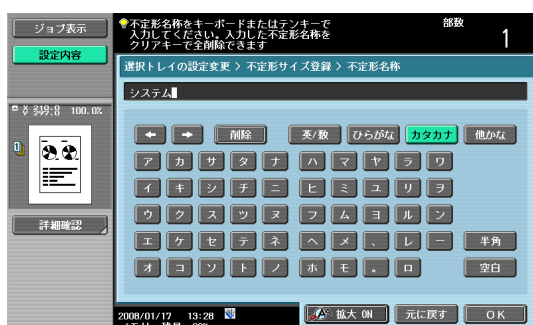 ジョブ表示
設定内容
100.0%
詳細確認
不定形名称をキーボードまたはテンキーで
入力してください。入力した不定形名称を
クリアキーで全削除できます
部数
1
選択トレイの設定変更 > 不定形サイズ登録 > 不定形名称
システム
← → 削除 英/数 ひらがな カタカナ 他かな
ア カ サ タ ナ ハ マ ヤ ラ ワ
イ キ シ チ ニ ヒ ミ ユ リ ヲ
ウ ク ス ツ ヌ フ ム ヨ ル ン
エ ケ セ テ ネ ヘ メ 、 レ ー 半角
オ コ ソ ト ノ ホ モ 。 ロ 空白
2008/01/17 13:28
拡大 ON 元に戻す OK